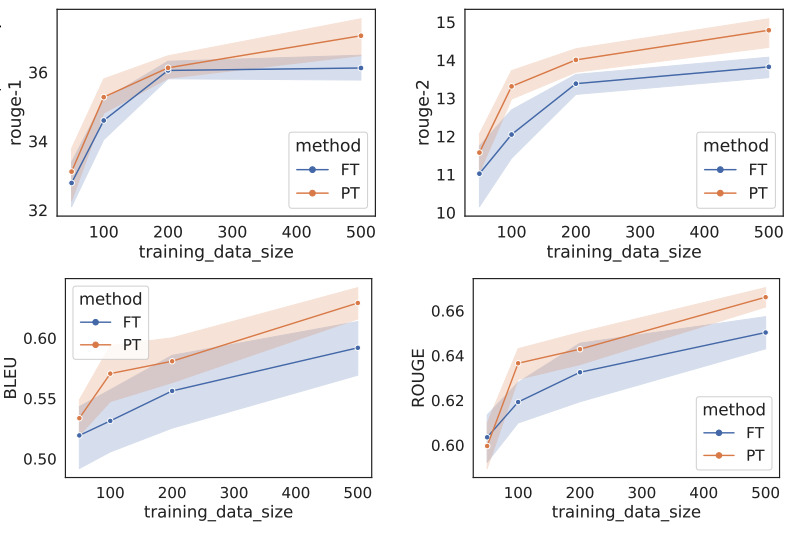 rouge-1
36
34
32
100 200 300 400 500
training_data_size
method
FT
PT
rouge-2
15
14
13
12
11
10
100 200 300 400 500
training_data_size
method
FT
PT
BLEU
0.60
0.55
0.50
100 200 300 400 500
training_data_size
method
FT
PT
ROUGE
0.66
0.64
0.62
0.60
100 200 300 400 500
training_data_size
method
FT
PT